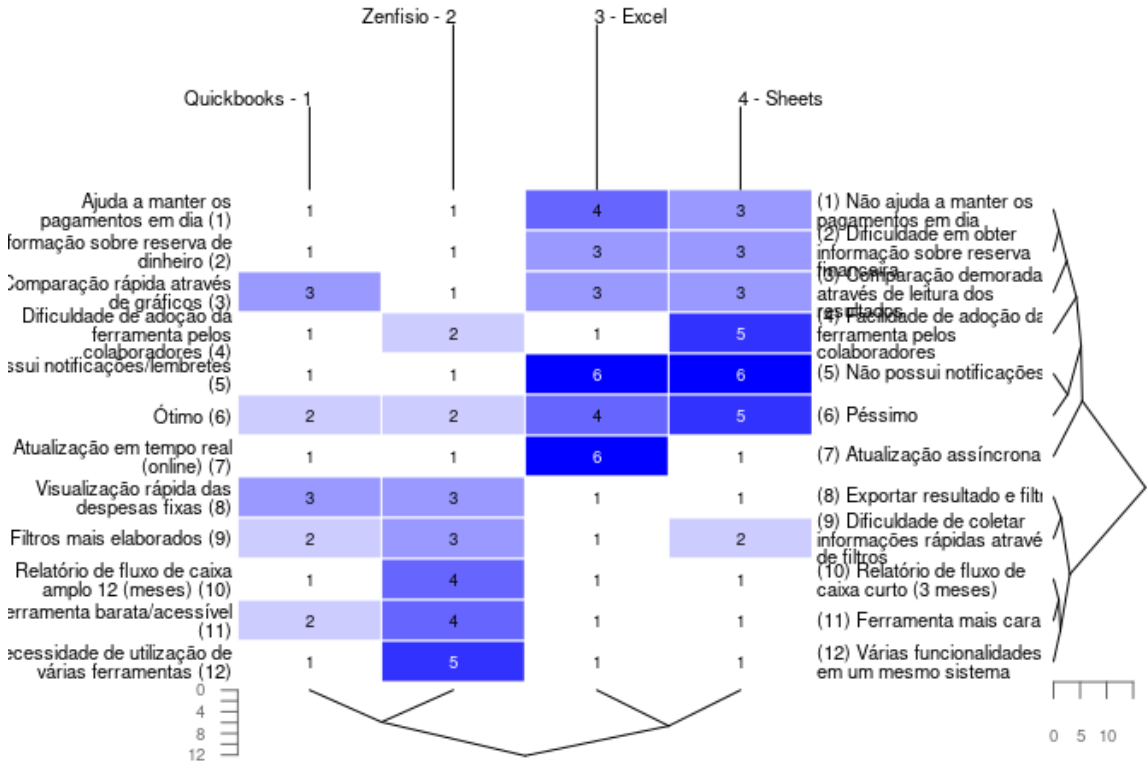 Zenfisio - 2
3 - Excel
Quickbooks - 1
4 - Sheets
Ajuda a manter os
pagamentos em dia (1)
1 1 4 3
(1) Não ajuda a manter os
pagamentos em dia
formação sobre reserva de
dinheiro (2)
1 1 3 3
(2) Dificuldade em obter
informação sobre reserva
financeira
Comparação rápida através
de gráficos (3)
3 1 3 3
(3) Comparação demorada
através de leitura dos
resultados
Dificuldade de adoção da
ferramenta pelos
colaboradores (4)
1 2 1 5
(4) Facilidade de adoção da
ferramenta pelos
colaboradores
ssui notificações/lembretes
(5)
1 1 6 6
(5) Não possui notificações
Ótimo (6)
2 2 4 5
(6) Péssimo
Atualização em tempo real
(online) (7)
1 1 6 1
(7) Atualização assíncrona
Visualização rápida das
despesas fixas (8)
3 3 1 1
(8) Exportar resultado e filtr
Filtros mais elaborados (9)
2 3 1 2
(9) Dificuldade de coletar
informações rápidas atravé
de filtros
Relatório de fluxo de caixa
amplo 12 (meses) (10)
1 4 1 1
(10) Relatório de fluxo de
caixa curto (3 meses)
erramenta barata/acessível
(11)
2 4 1 1
(11) Ferramenta mais cara
ecessidade de utilização de
várias ferramentas (12)
1 5 1 1
(12) Várias funcionalidades
em um mesmo sistema
0
4
8
12
0 5 10